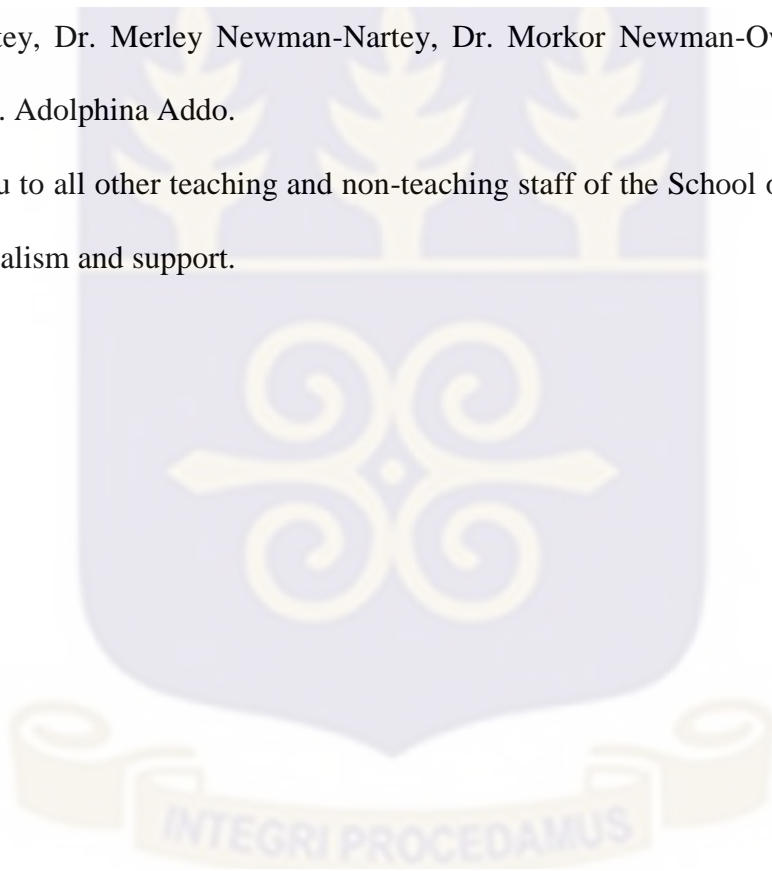 tey, Dr. Merley Newman-Nartey, Dr. Morkor Newman-Ow
. Adolphina Addo.
u to all other teaching and non-teaching staff of the School o
alism and support.
INTEGRI PROCEDAMUS